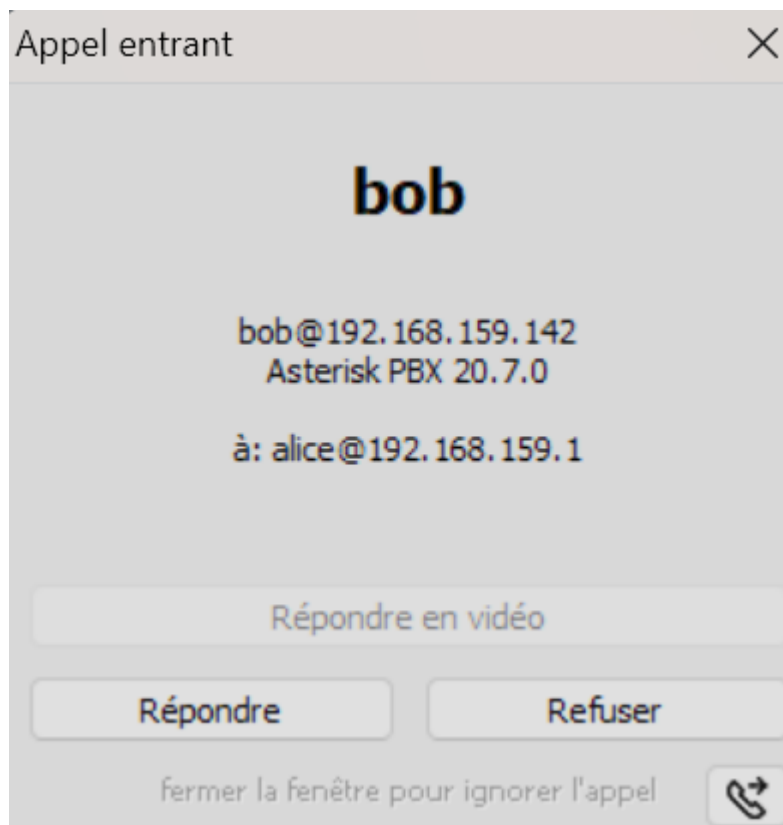 Appel entrant
bob
bob@192.168.159.142
Asterisk PBX 20.7.0
à: alice@192.168.159.1
Répondre en vidéo
Répondre
Refuser
fermer la fenêtre pour ignorer l'appel